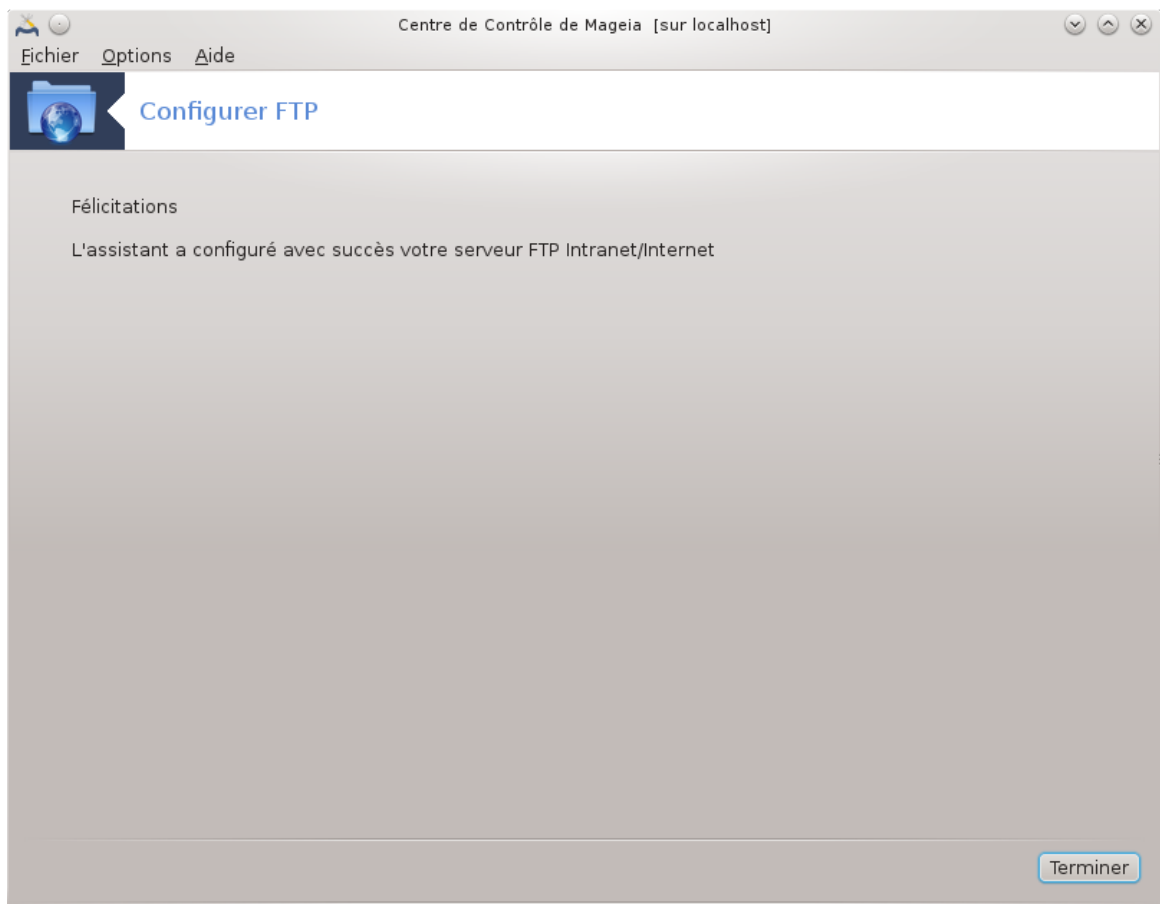 Centre de Contrôle de Mageia [sur localhost]
Fichier Options Aide
Configurer FTP
Félicitations
L'assistant a configuré avec succès votre serveur FTP Intranet/Internet
Terminer